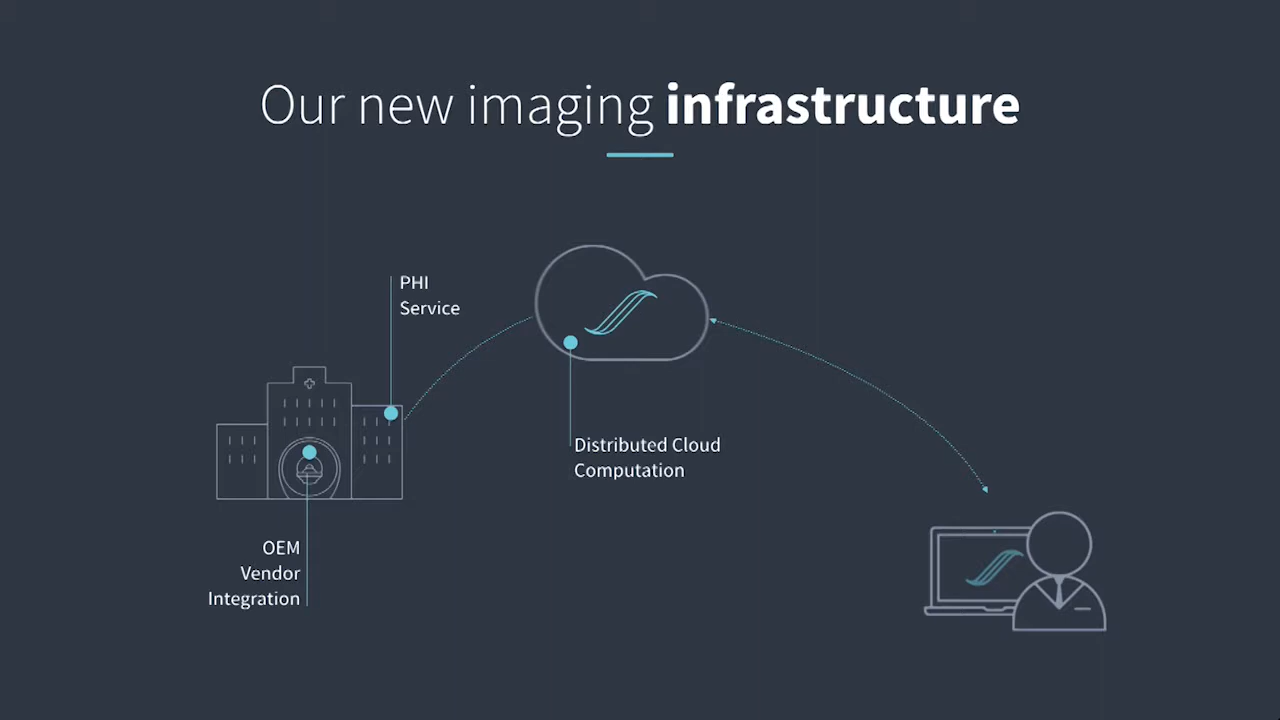 Our new imaging infrastructure
PHI
Service
Distributed Cloud
Computation
OEM
Vendor
Integration